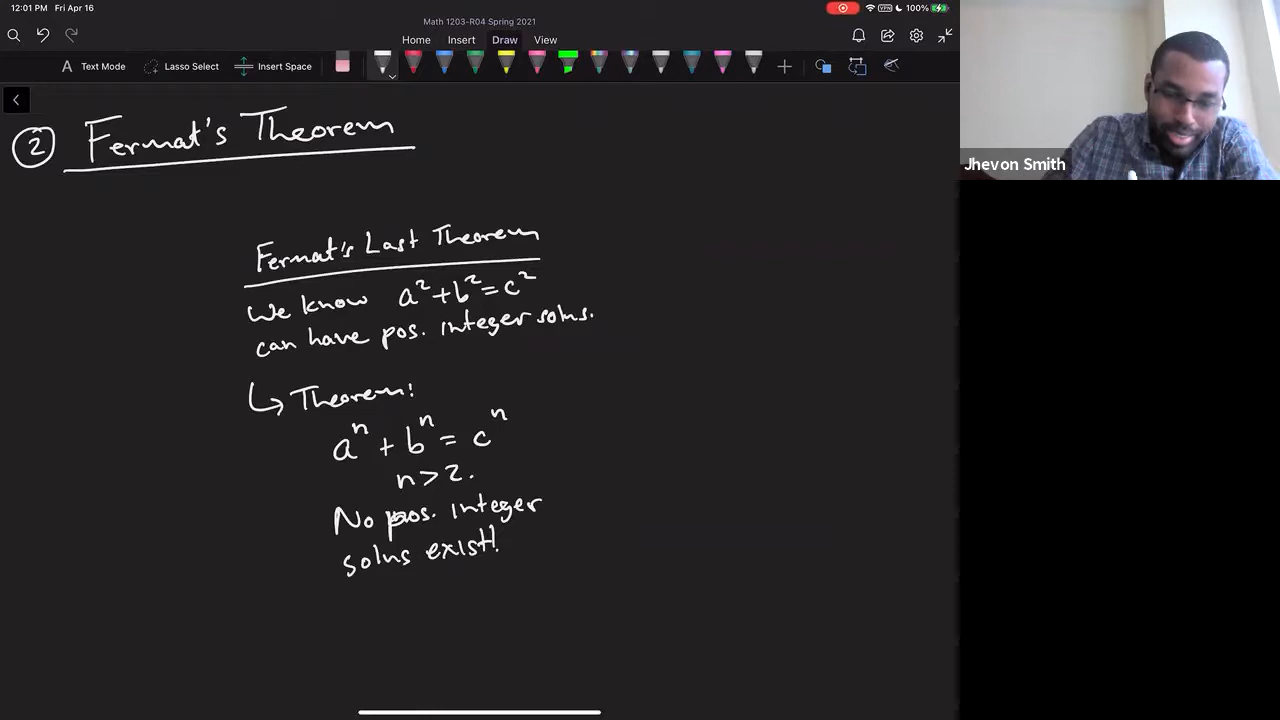 12:01 PM Fri Apr 16
VPN 100%
Math 1203-R04 Spring 2021
Home Insert Draw View
Text Mode Lasso Select Insert Space
② Fermat's Theorem
Jhevon Smith
Fermat's Last Theorem
We know a²+b²=c²
can have pos. integer solns.
↳ Theorem:
aⁿ + bⁿ = cⁿ
n > 2.
No pos. integer
solns exist!